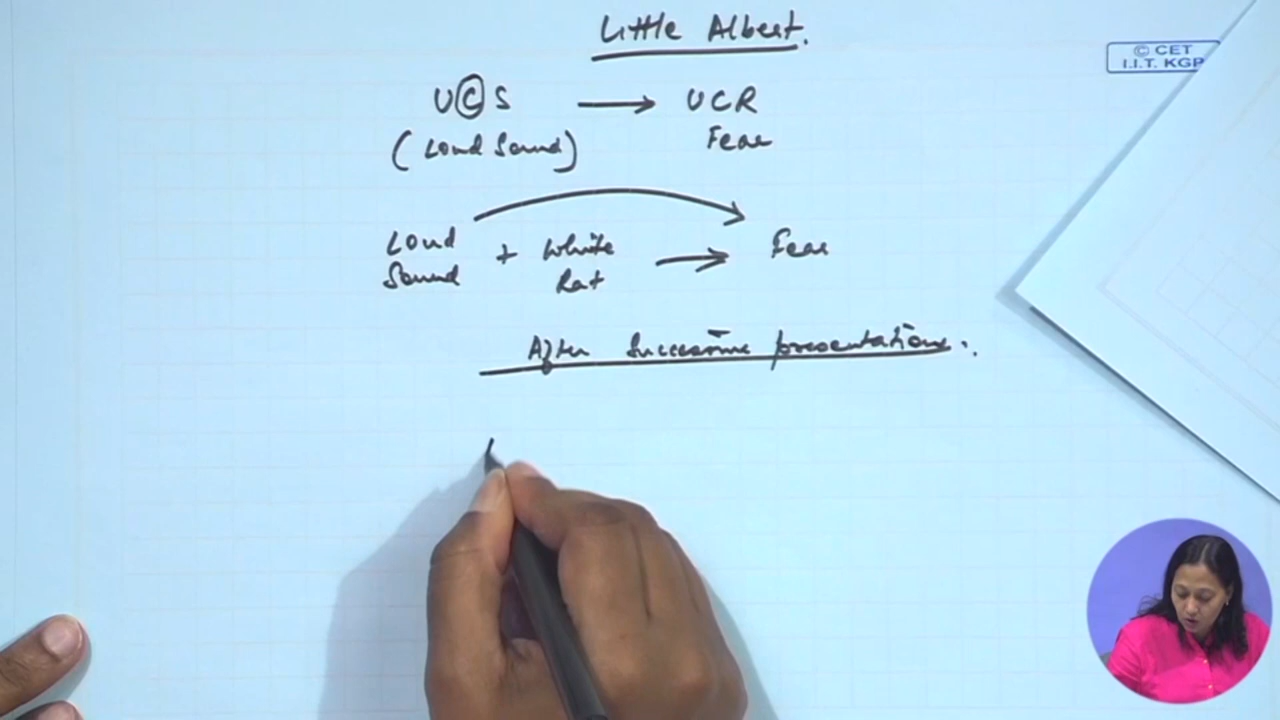 Little Albert.
© CET
I.I.T. KGP
UCS → UCR
(Loud Sound) Fear
Loud + White → Fear
Sound Rat
After Successive presentations.